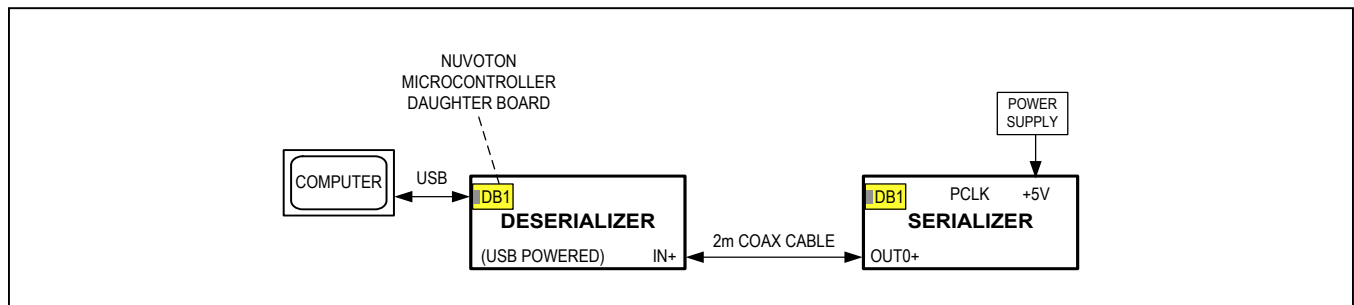 NUVOTON
MICROCONTROLLER
DAUGHTER BOARD
POWER
SUPPLY
COMPUTER
USB
DB1
DESERIALIZER
(USB POWERED)
IN+
2m COAX CABLE
DB1
PCLK
+5V
SERIALIZER
OUT0+